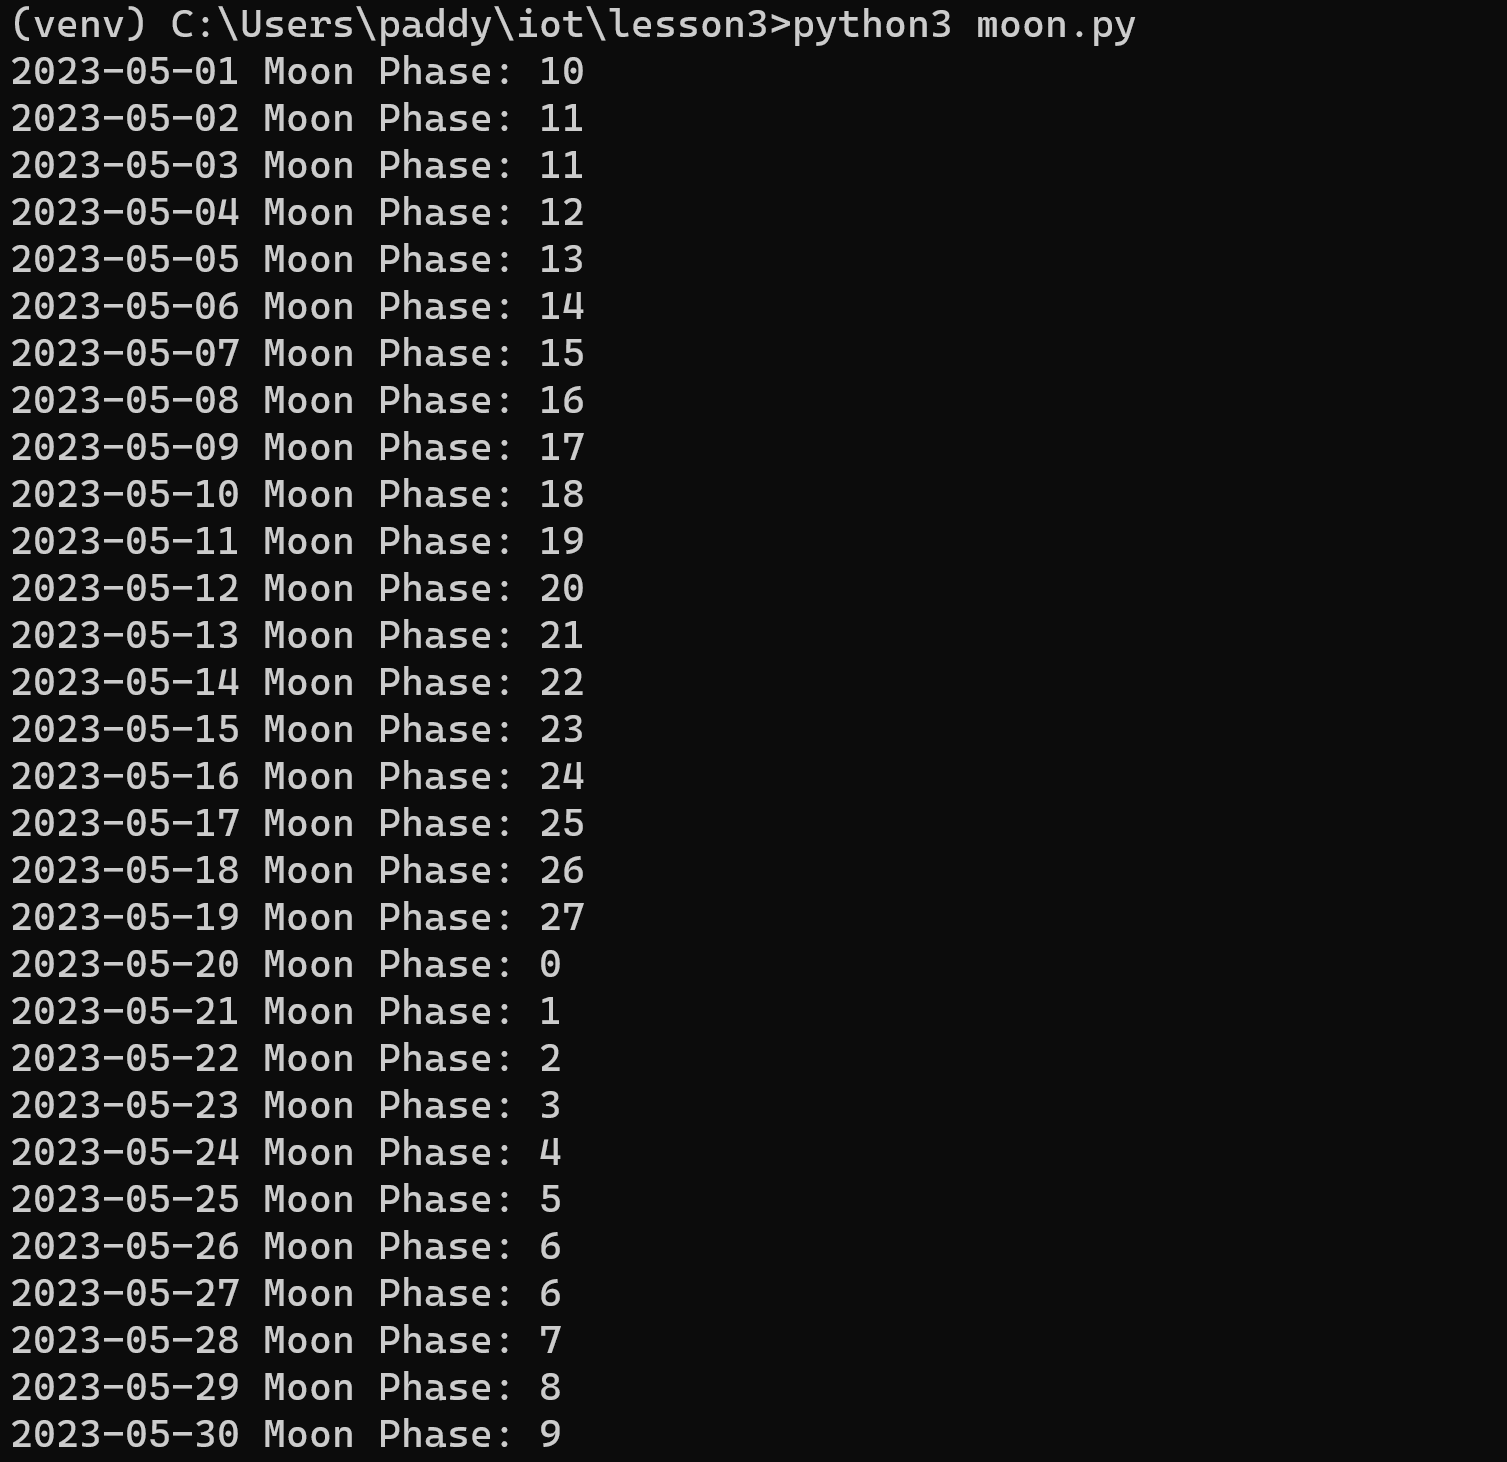 (venv) C:\Users\paddy\iot\lesson3>python3 moon.py
2023-05-01 Moon Phase: 10
2023-05-02 Moon Phase: 11
2023-05-03 Moon Phase: 11
2023-05-04 Moon Phase: 12
2023-05-05 Moon Phase: 13
2023-05-06 Moon Phase: 14
2023-05-07 Moon Phase: 15
2023-05-08 Moon Phase: 16
2023-05-09 Moon Phase: 17
2023-05-10 Moon Phase: 18
2023-05-11 Moon Phase: 19
2023-05-12 Moon Phase: 20
2023-05-13 Moon Phase: 21
2023-05-14 Moon Phase: 22
2023-05-15 Moon Phase: 23
2023-05-16 Moon Phase: 24
2023-05-17 Moon Phase: 25
2023-05-18 Moon Phase: 26
2023-05-19 Moon Phase: 27
2023-05-20 Moon Phase: 0
2023-05-21 Moon Phase: 1
2023-05-22 Moon Phase: 2
2023-05-23 Moon Phase: 3
2023-05-24 Moon Phase: 4
2023-05-25 Moon Phase: 5
2023-05-26 Moon Phase: 6
2023-05-27 Moon Phase: 6
2023-05-28 Moon Phase: 7
2023-05-29 Moon Phase: 8
2023-05-30 Moon Phase: 9